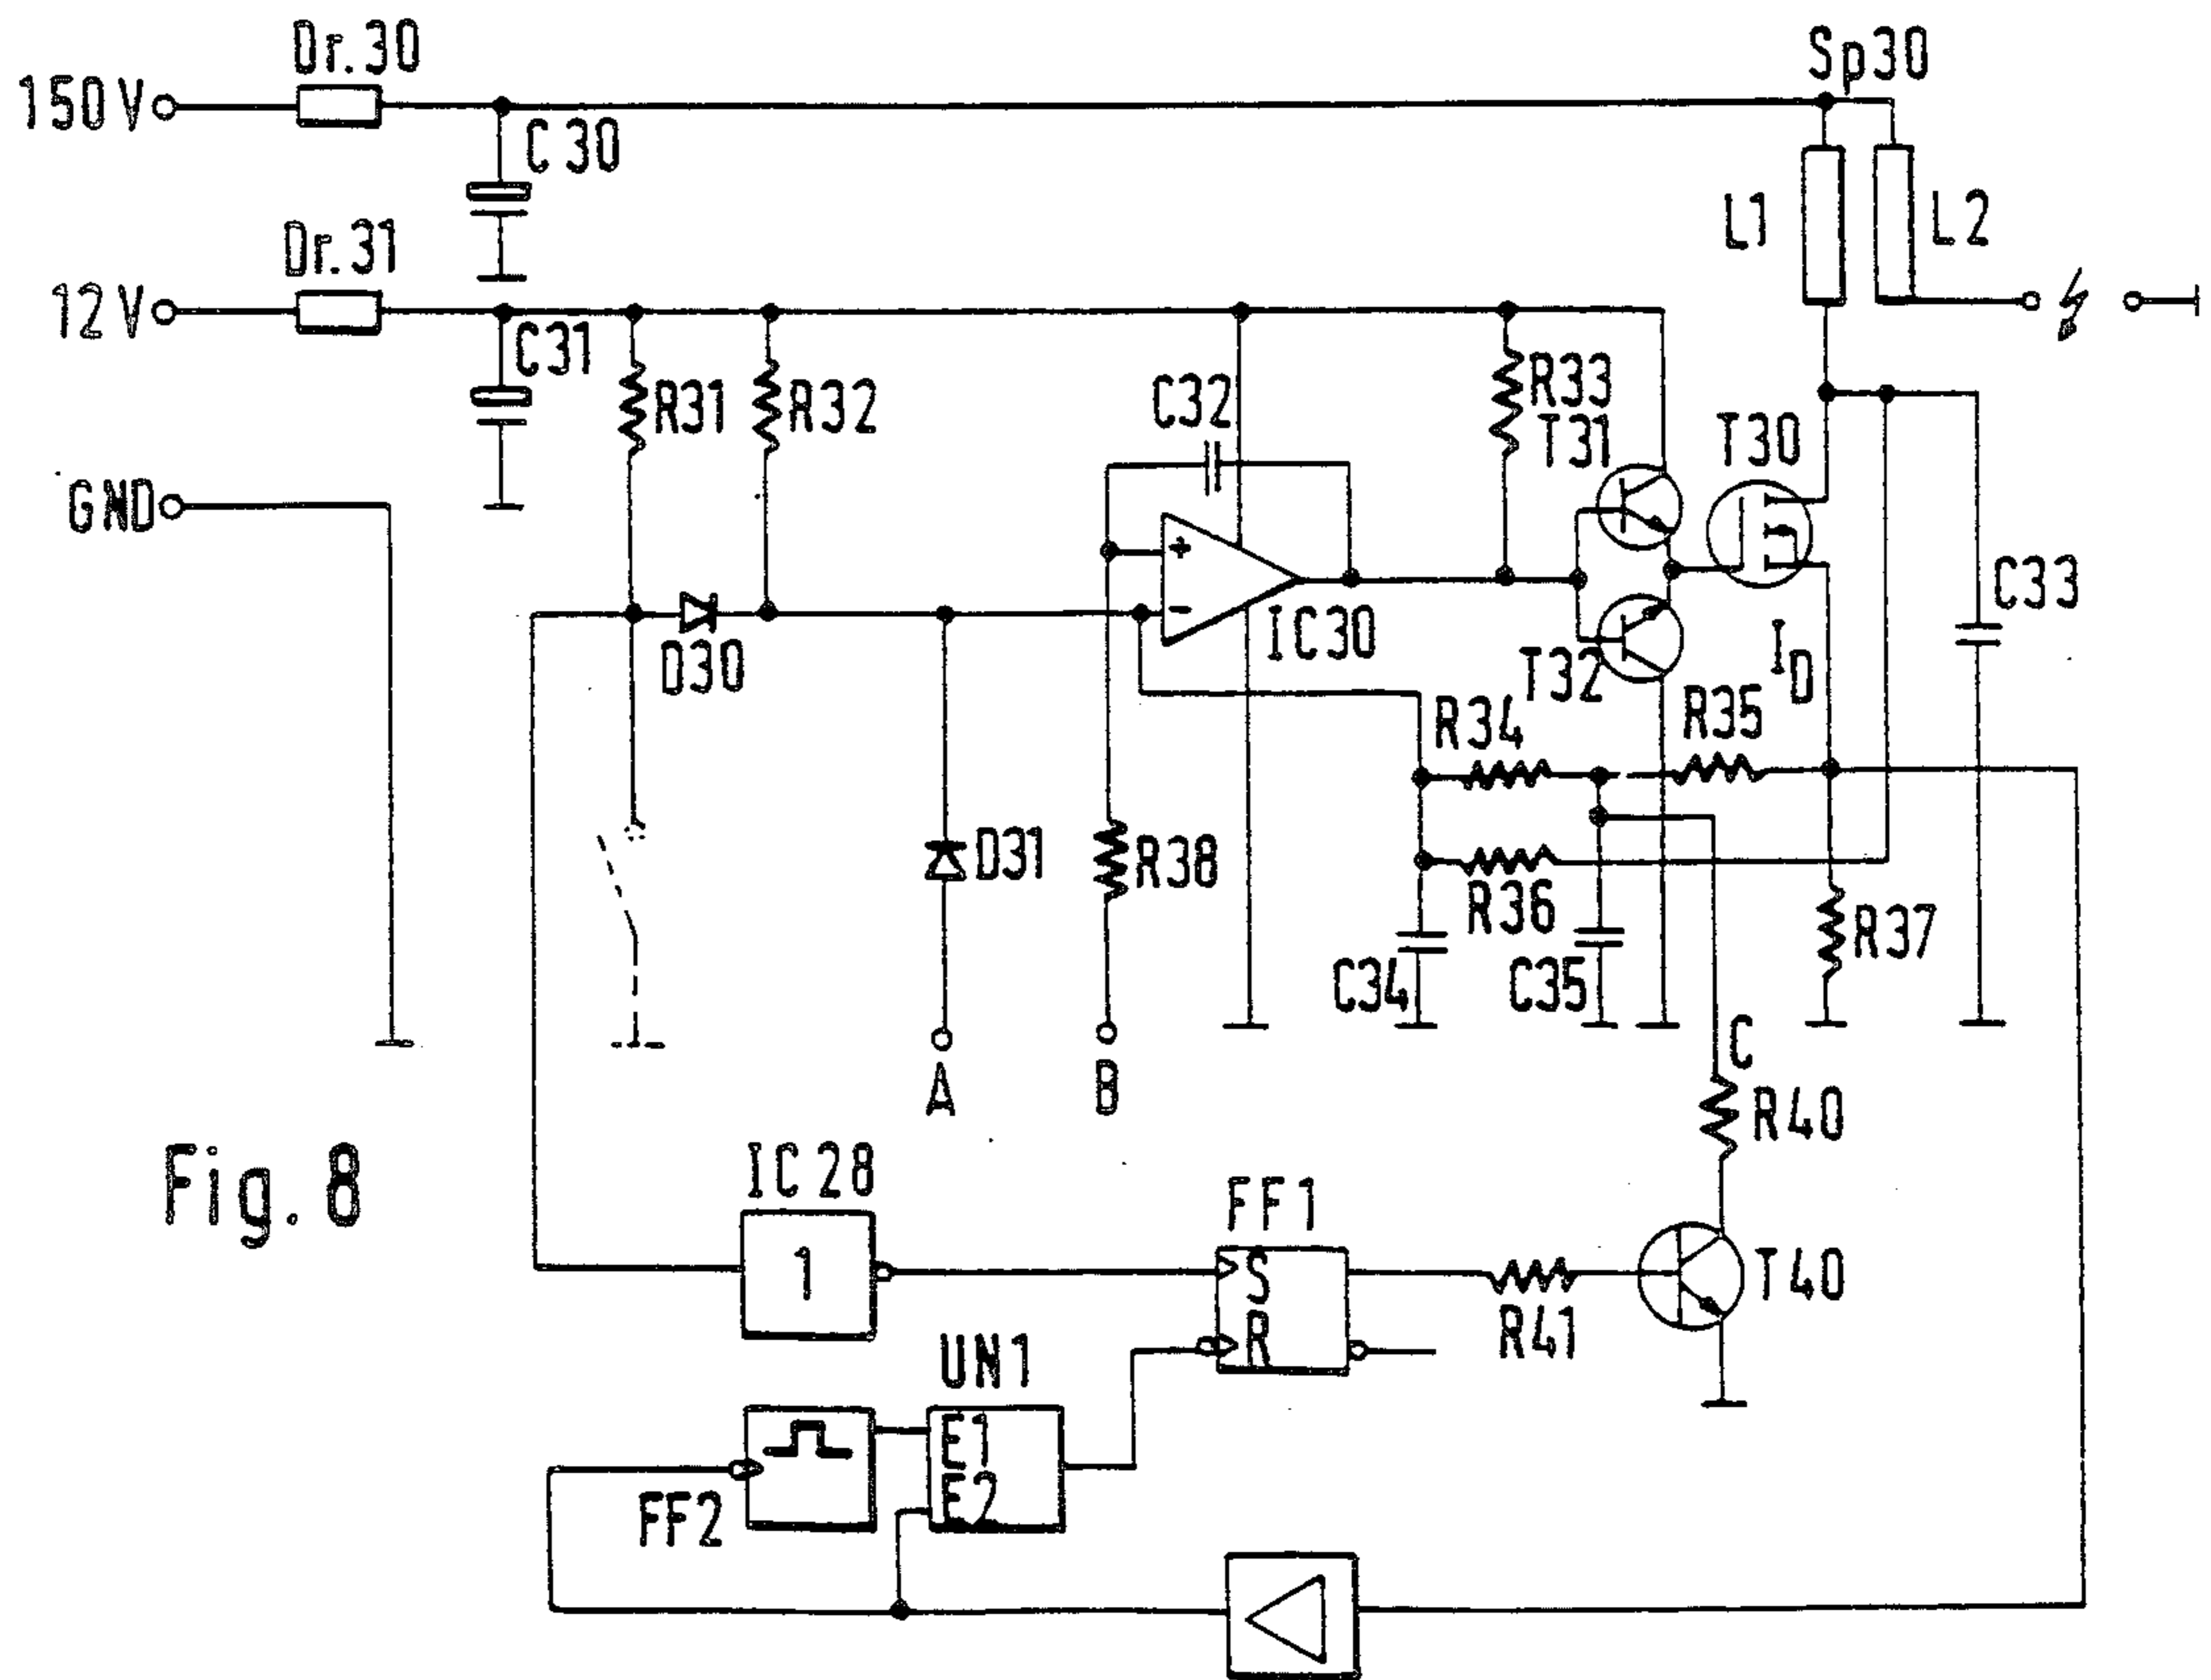 Dr.30
Sp30
150V
C30
L1
L2
Dr.31
12V
C31
R31
R32
C32
R33
T31
T30
GND
+
-
IC30
C33
D30
T32
ID
R34
R35
D31
R38
R36
R37
C34
C35
A
B
C
R40
Fig. 8
IC28
1
FF1
S
R
R41
T40
UN1
E1
E2
FF2